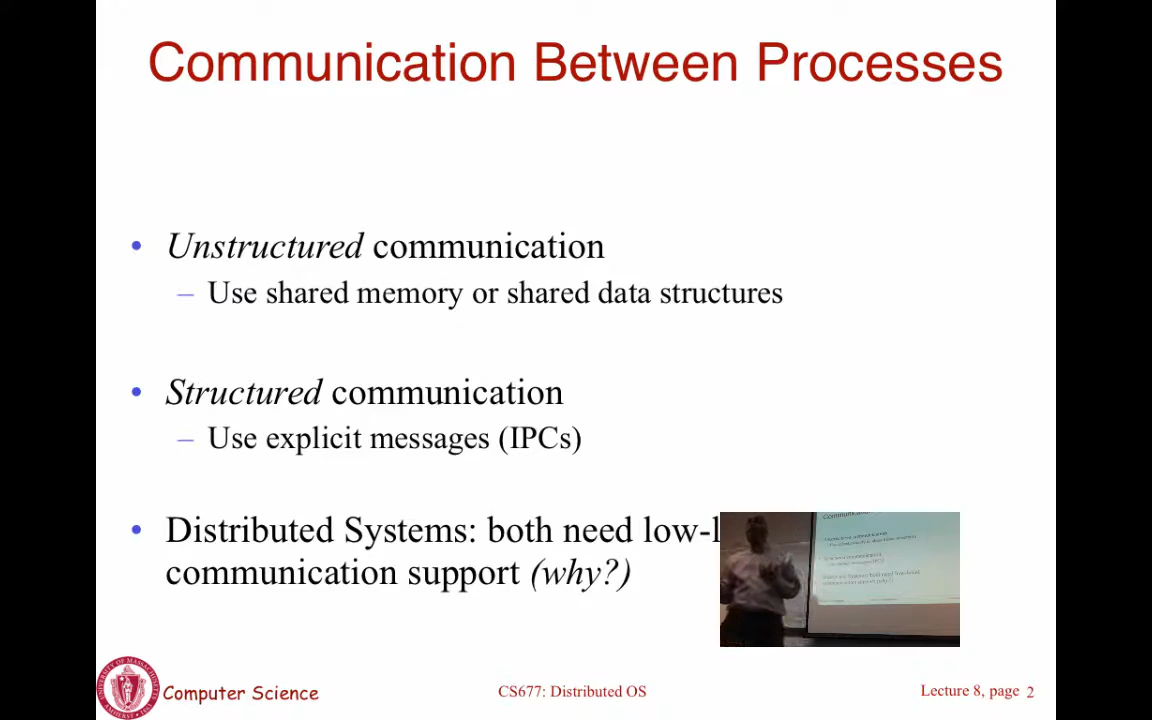 Communication Between Processes
• Unstructured communication
– Use shared memory or shared data structures
• Structured communication
– Use explicit messages (IPCs)
• Distributed Systems: both need low-l
communication support (why?)
Computer Science
CS677: Distributed OS
Lecture 8, page 2